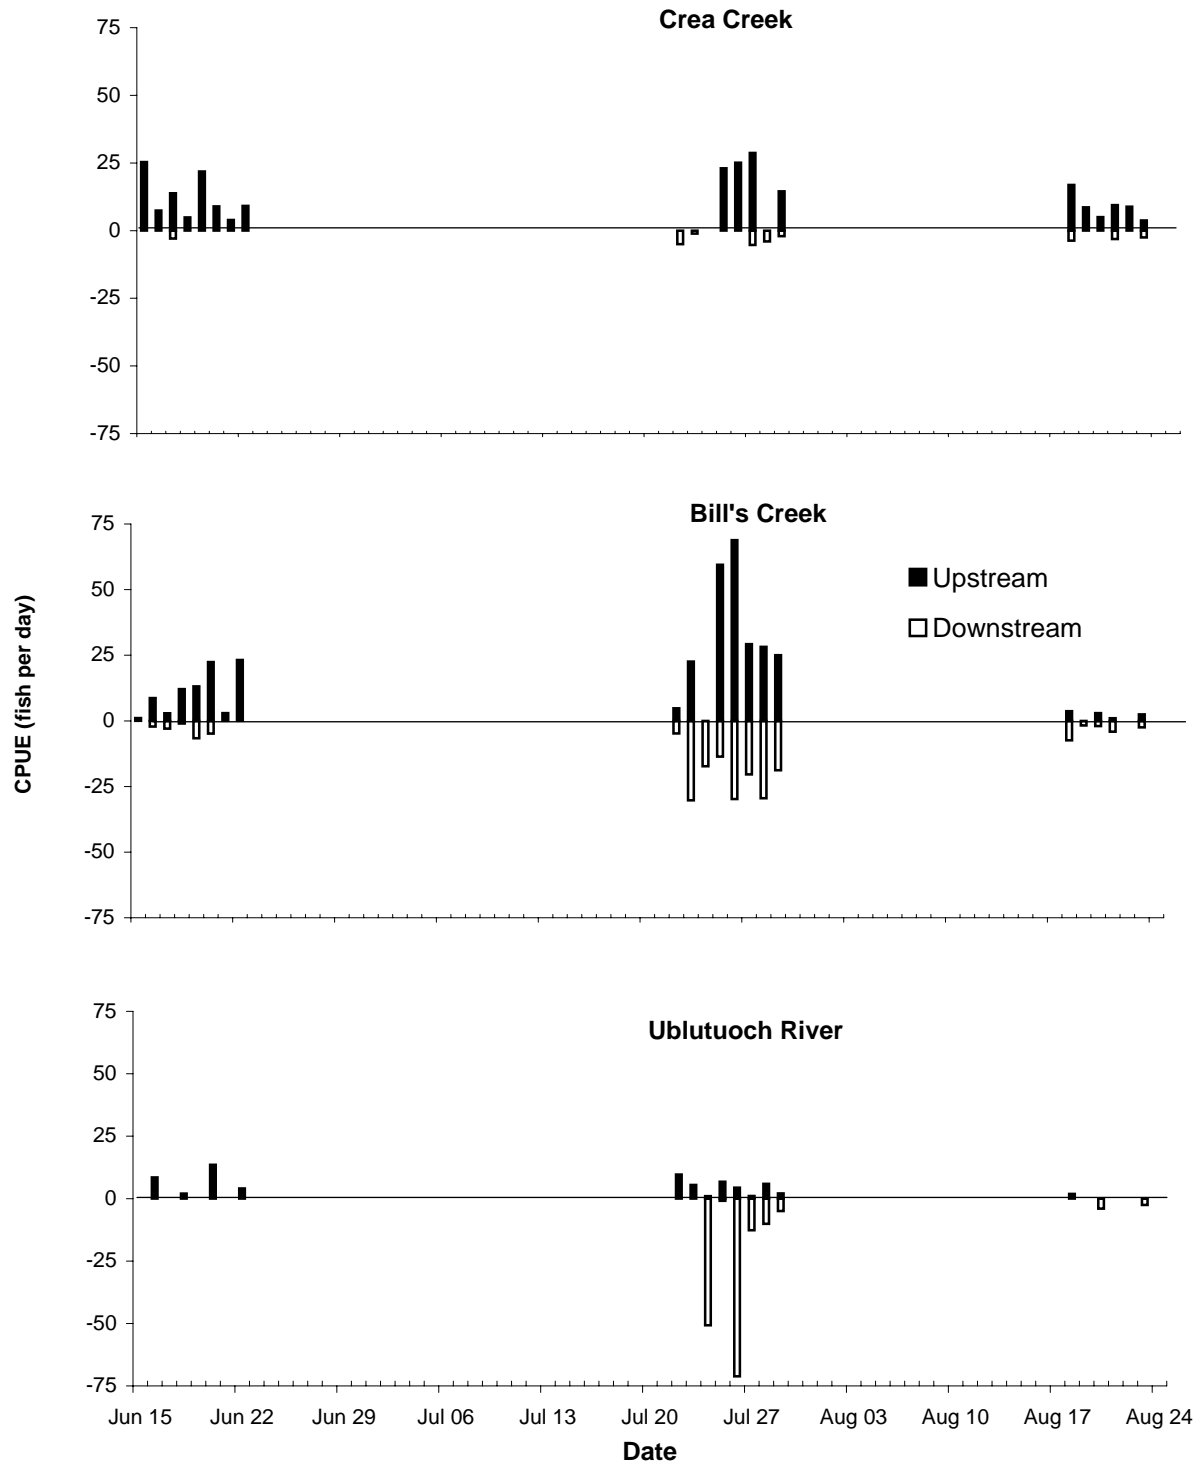 Crea Creek
75
50
25
0
-25
-50
-75
Bill's Creek
75
50
25
0
-25
-50
-75
Upstream
Downstream
CPUE (fish per day)
Ublutuoch River
75
50
25
0
-25
-50
-75
Jun 15 Jun 22 Jun 29 Jul 06 Jul 13 Jul 20 Jul 27 Aug 03 Aug 10 Aug 17 Aug 24
Date